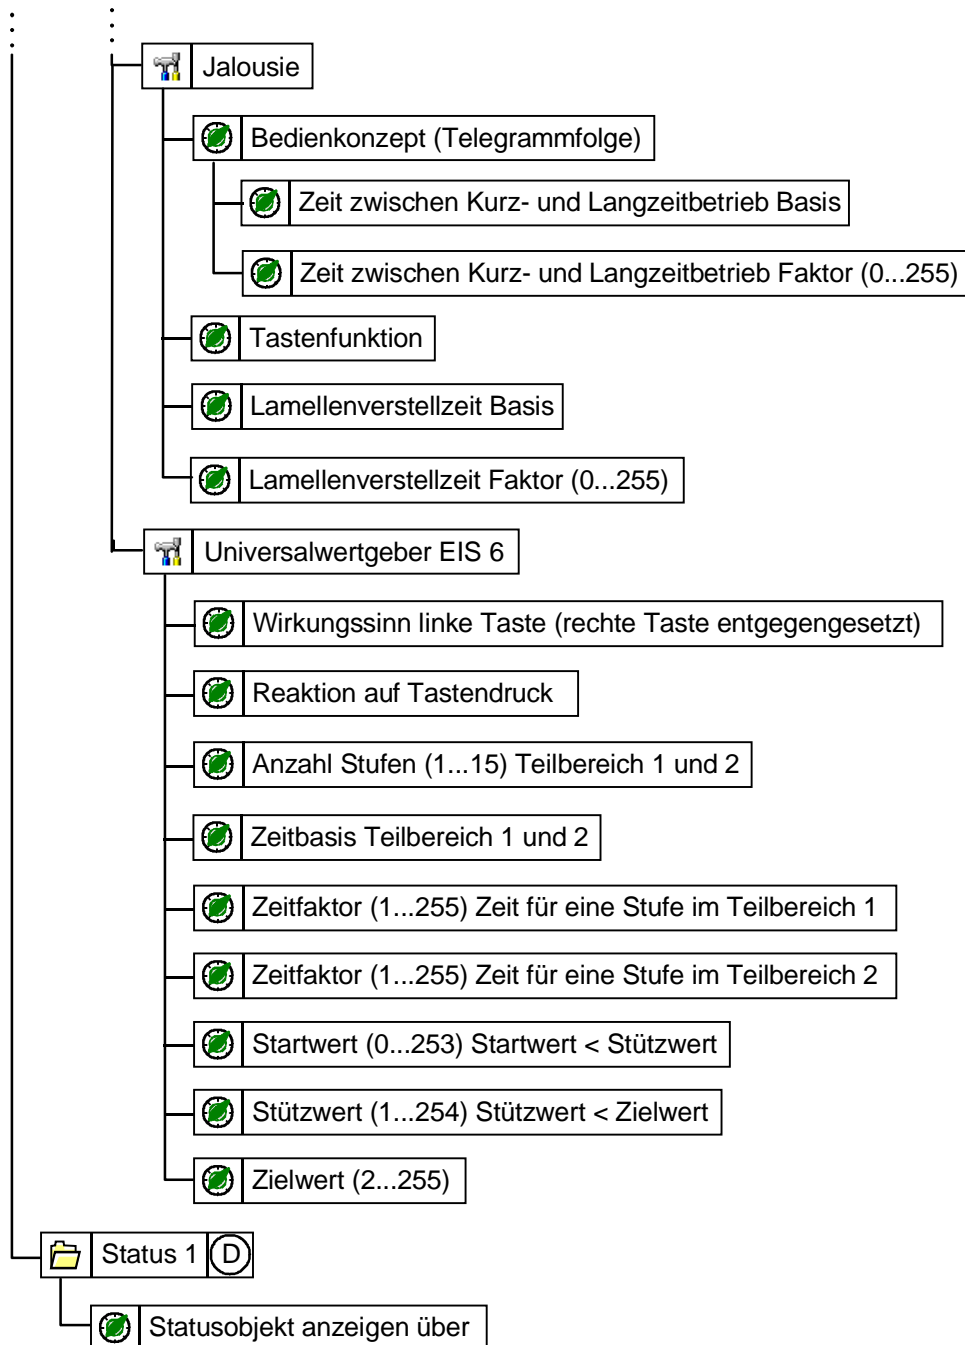 Jalousie
Bedienkonzept (Telegrammfolge)
Zeit zwischen Kurz- und Langzeitbetrieb Basis
Zeit zwischen Kurz- und Langzeitbetrieb Faktor (0...255)
Tastenfunktion
Lamellenverstellzeit Basis
Lamellenverstellzeit Faktor (0...255)
Universalwertgeber EIS 6
Wirkungssinn linke Taste (rechte Taste entgegengesetzt)
Reaktion auf Tastendruck
Anzahl Stufen (1...15) Teilbereich 1 und 2
Zeitbasis Teilbereich 1 und 2
Zeitfaktor (1...255) Zeit für eine Stufe im Teilbereich 1
Zeitfaktor (1...255) Zeit für eine Stufe im Teilbereich 2
Startwert (0...253) Startwert < Stützwert
Stützwert (1...254) Stützwert < Zielwert
Zielwert (2...255)
Status 1 D
Statusobjekt anzeigen über